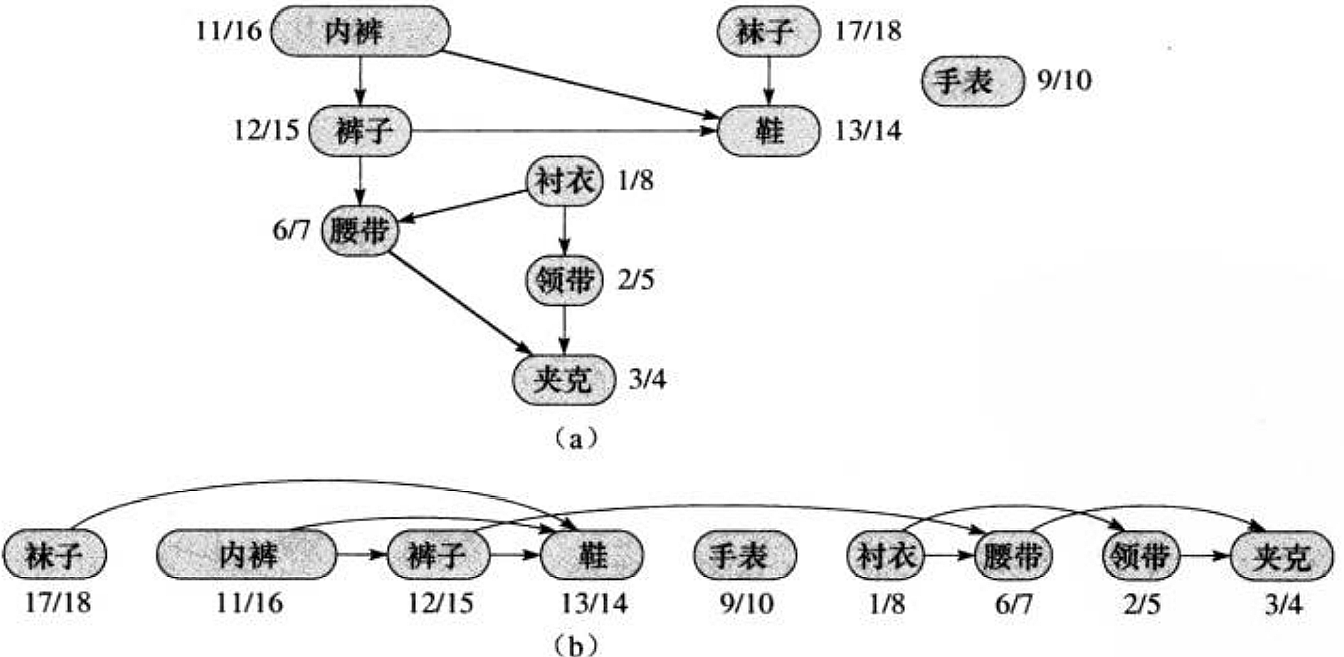 11/16 内裤 袜子 17/18
手表 9/10
12/15 裤子 鞋 13/14
衬衣 1/8
6/7 腰带
领带 2/5
夹克 3/4
（a）
袜子 内裤 裤子 鞋 手表 衬衣 腰带 领带 夹克
17/18 11/16 12/15 13/14 9/10 1/8 6/7 2/5 3/4
（b）